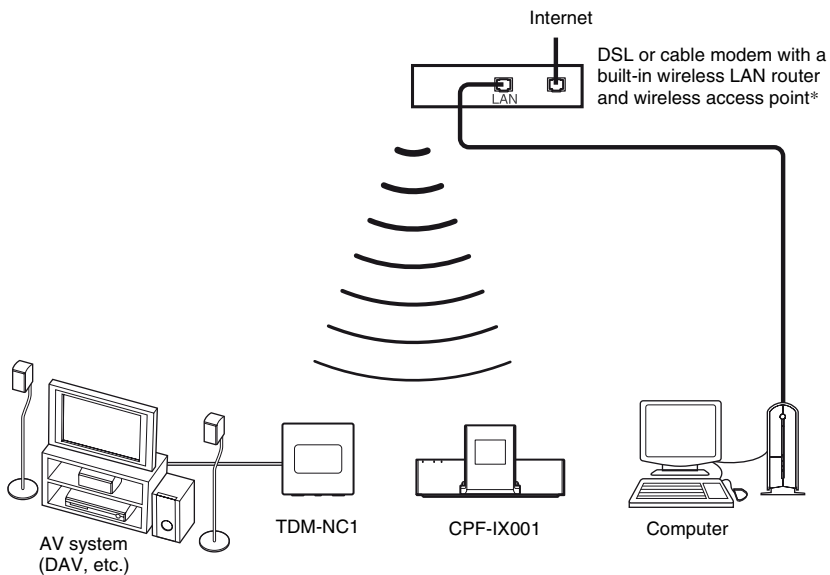 Internet
DSL or cable modem with a
built-in wireless LAN router
and wireless access point*
LAN
TDM-NC1
CPF-IX001
Computer
AV system
(DAV, etc.)